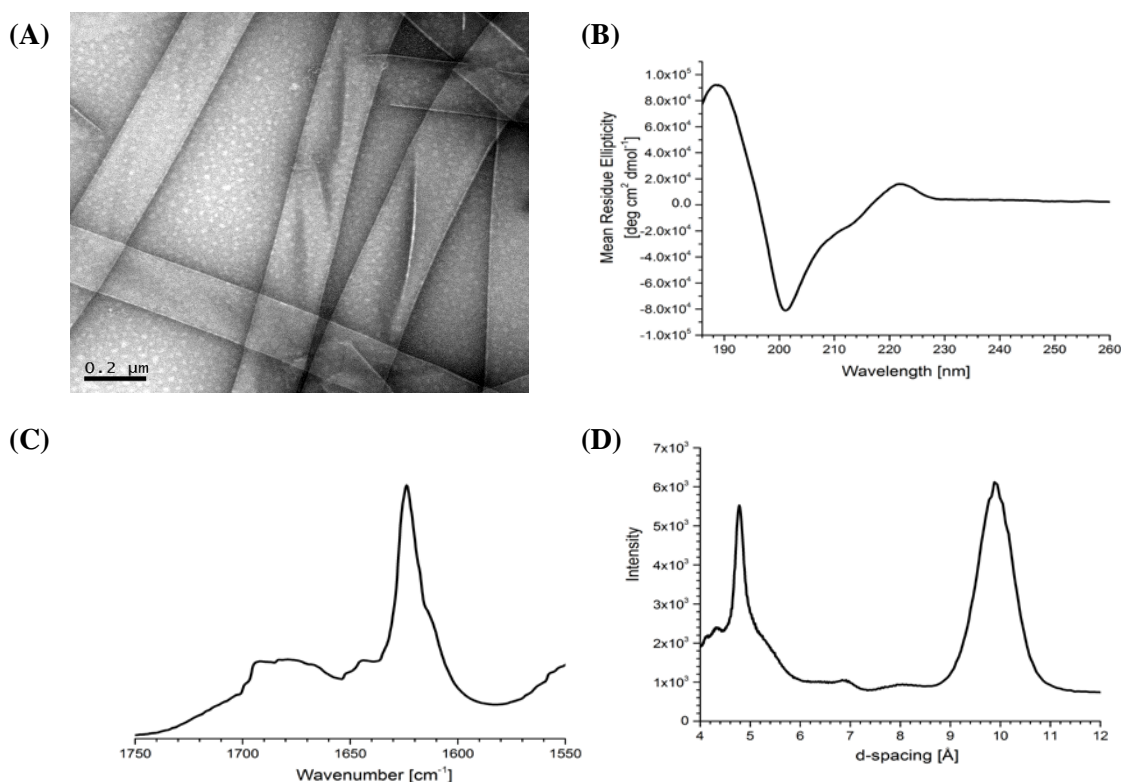 (A)
0.2 µm
(B)
Mean Residue Ellipticity
[deg cm² dmol⁻¹]
1.0x10⁵
8.0x10⁴
6.0x10⁴
4.0x10⁴
2.0x10⁴
0.0
-2.0x10⁴
-4.0x10⁴
-6.0x10⁴
-8.0x10⁴
-1.0x10⁵
190 200 210 220 230 240 250 260
Wavelength [nm]
(C)
1750 1700 1650 1600 1550
Wavenumber [cm⁻¹]
(D)
Intensity
7x10³
6x10³
5x10³
4x10³
3x10³
2x10³
1x10³
0
4 5 6 7 8 9 10 11 12
d-spacing [Å]